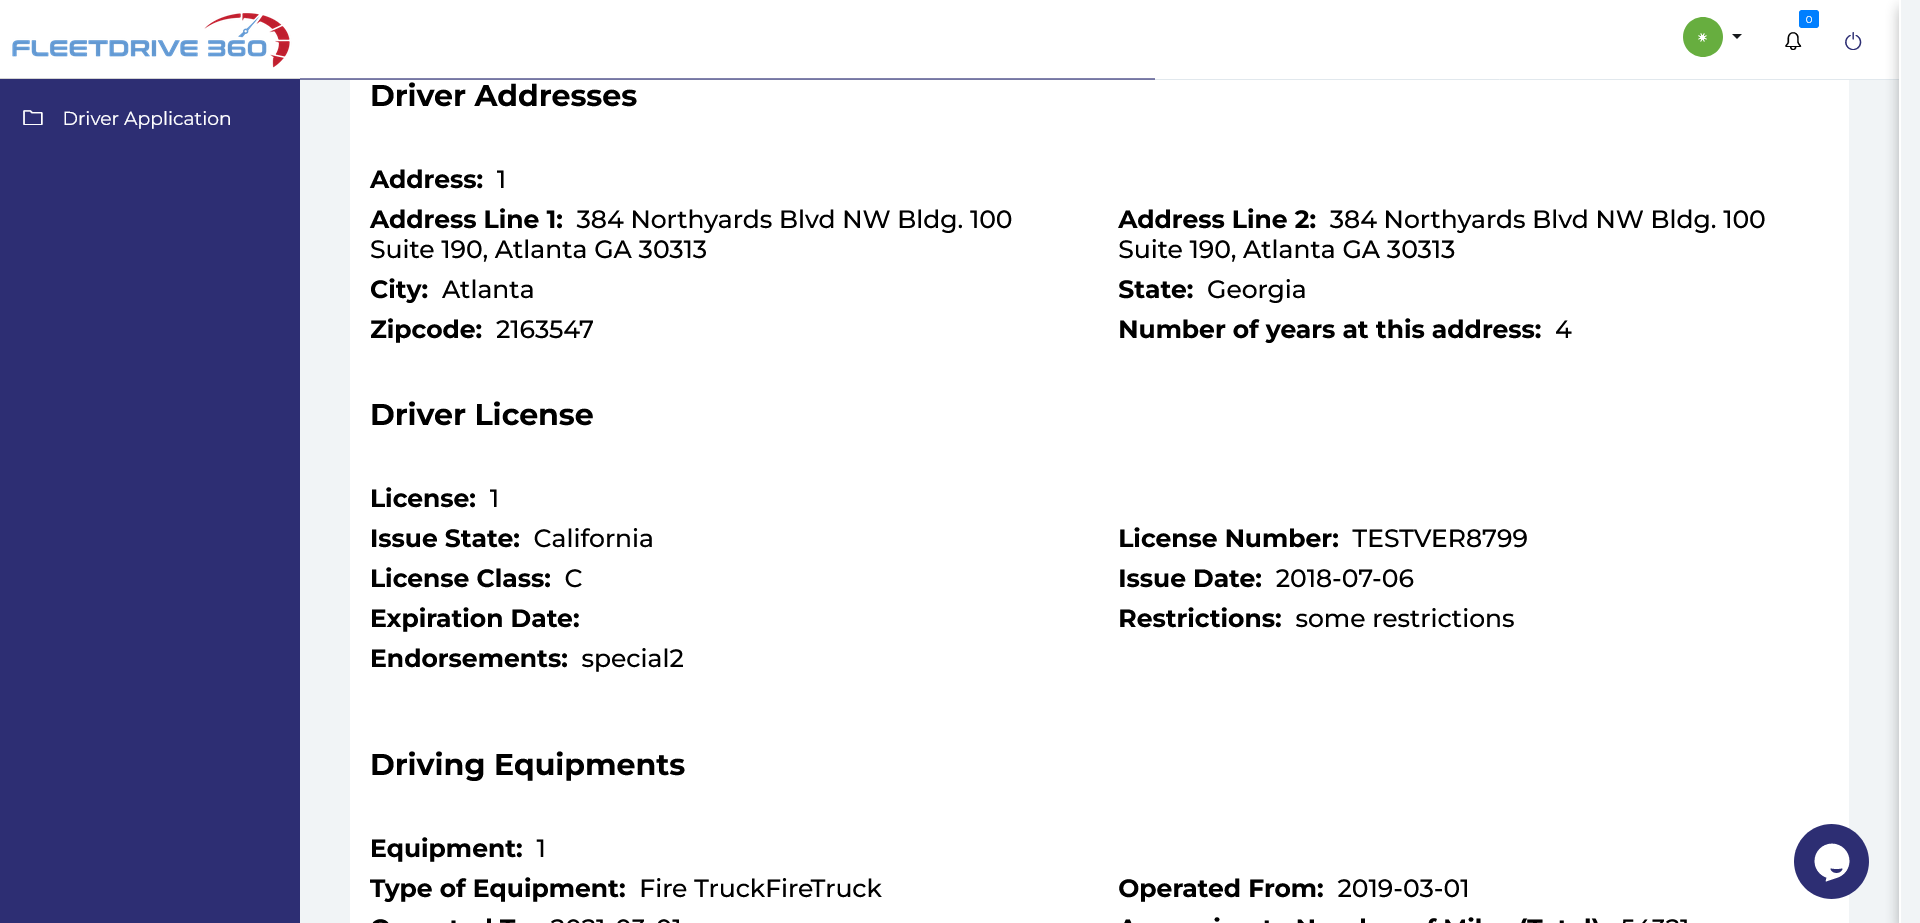 FLEETDRIVE 360
0
Driver Application
Driver Addresses
Address: 1
Address Line 1: 384 Northyards Blvd NW Bldg. 100
Suite 190, Atlanta GA 30313
Address Line 2: 384 Northyards Blvd NW Bldg. 100
Suite 190, Atlanta GA 30313
City: Atlanta
State: Georgia
Zipcode: 2163547
Number of years at this address: 4
Driver License
License: 1
Issue State: California
License Number: TESTVER8799
License Class: C
Issue Date: 2018-07-06
Expiration Date:
Restrictions: some restrictions
Endorsements: special2
Driving Equipments
Equipment: 1
Type of Equipment: Fire TruckFireTruck
Operated From: 2019-03-01